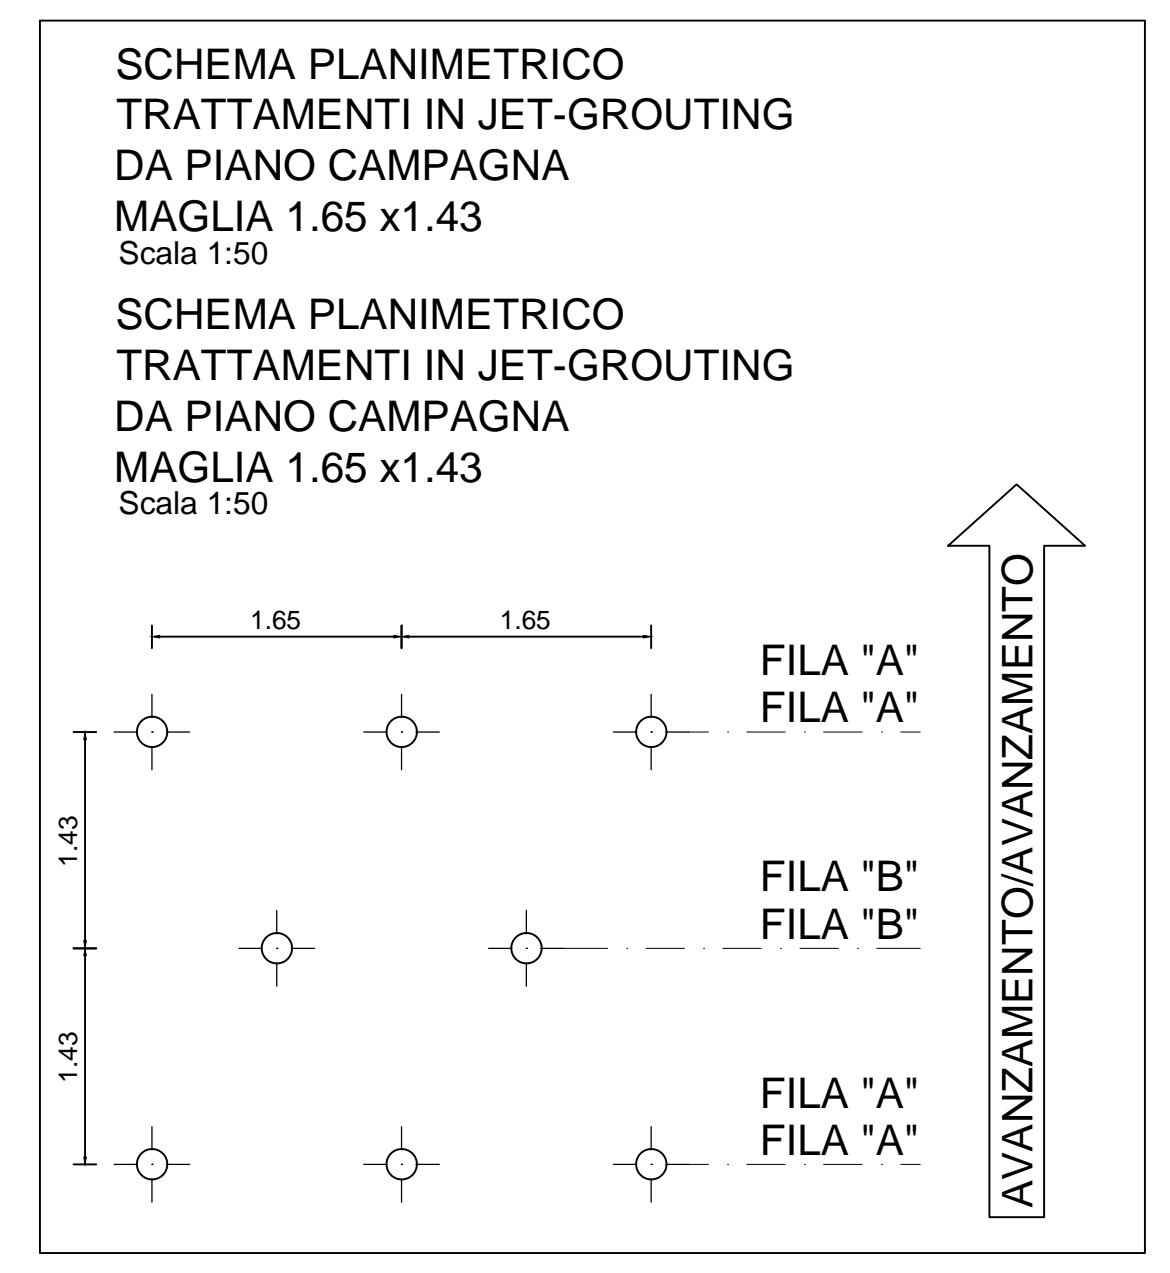 SCHEMA PLANIMETRICO
TRATTAMENTI IN JET-GROUTING
DA PIANO CAMPAGNA
MAGLIA 1.65 x1.43
Scala 1:50
SCHEMA PLANIMETRICO
TRATTAMENTI IN JET-GROUTING
DA PIANO CAMPAGNA
MAGLIA 1.65 x1.43
Scala 1:50
1.65
1.65
FILA "A"
FILA "A"
1.43
FILA "B"
FILA "B"
1.43
FILA "A"
FILA "A"
AVANZAMENTO/AVANZAMENTO